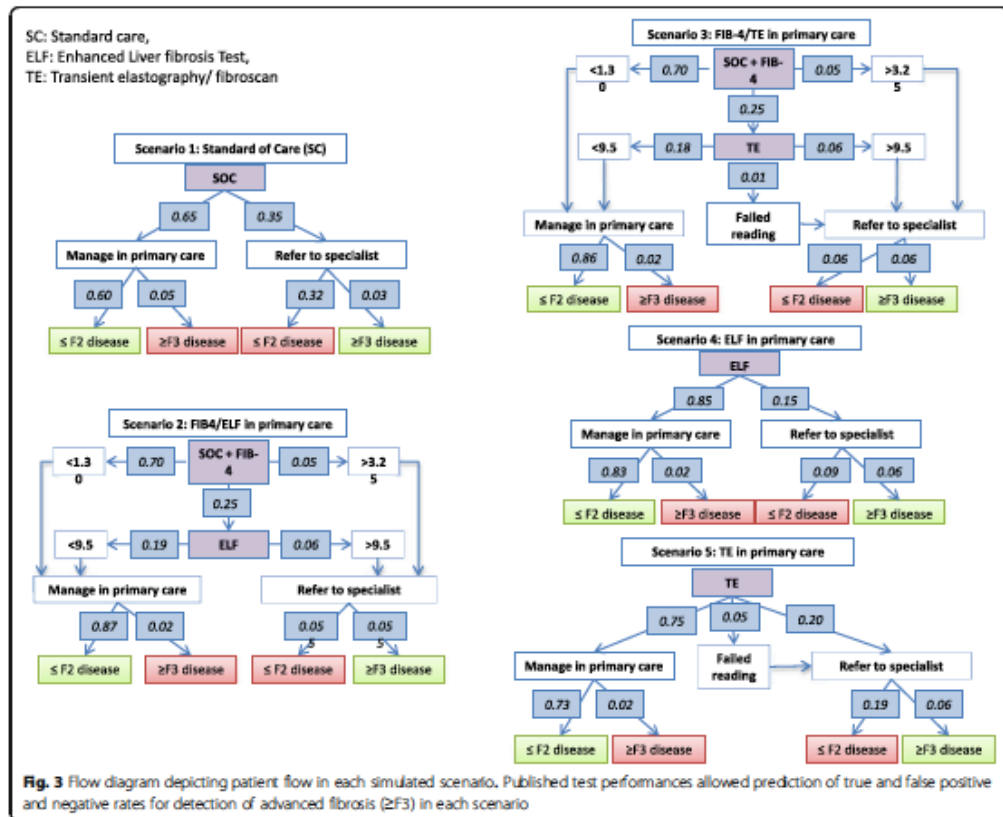 SC: Standard care,
ELF: Enhanced Liver fibrosis Test,
TE: Transient elastography/ fibroscan
Scenario 1: Standard of Care (SC)
SOC
0.65
0.35
Manage in primary care
Refer to specialist
0.60
0.05
0.32
0.03
≤ F2 disease
≥F3 disease
≤ F2 disease
≥F3 disease
Scenario 2: FIB4/ELF in primary care
<1.3
0
0.70
SOC + FIB-
4
0.05
>3.2
5
0.25
<9.5
0.19
ELF
0.06
>9.5
Manage in primary care
Refer to specialist
0.87
0.02
0.05
5
0.05
5
≤ F2 disease
≥F3 disease
≤ F2 disease
≥F3 disease
Scenario 3: FIB-4/TE in primary care
<1.3
0
0.70
SOC + FIB-
4
0.05
>3.2
5
0.25
<9.5
0.18
TE
0.06
>9.5
0.01
Manage in primary care
Failed
reading
Refer to specialist
0.86
0.02
0.06
0.06
≤ F2 disease
≥F3 disease
≤ F2 disease
≥F3 disease
Scenario 4: ELF in primary care
ELF
0.85
0.15
Manage in primary care
Refer to specialist
0.83
0.02
0.09
0.06
≤ F2 disease
≥F3 disease
≤ F2 disease
≥F3 disease
Scenario 5: TE in primary care
TE
0.75
0.05
0.20
Manage in primary care
Failed
reading
Refer to specialist
0.73
0.02
0.19
0.06
≤ F2 disease
≥F3 disease
≤ F2 disease
≥F3 disease
Fig. 3 Flow diagram depicting patient flow in each simulated scenario. Published test performances allowed prediction of true and false positive
and negative rates for detection of advanced fibrosis (≥F3) in each scenario